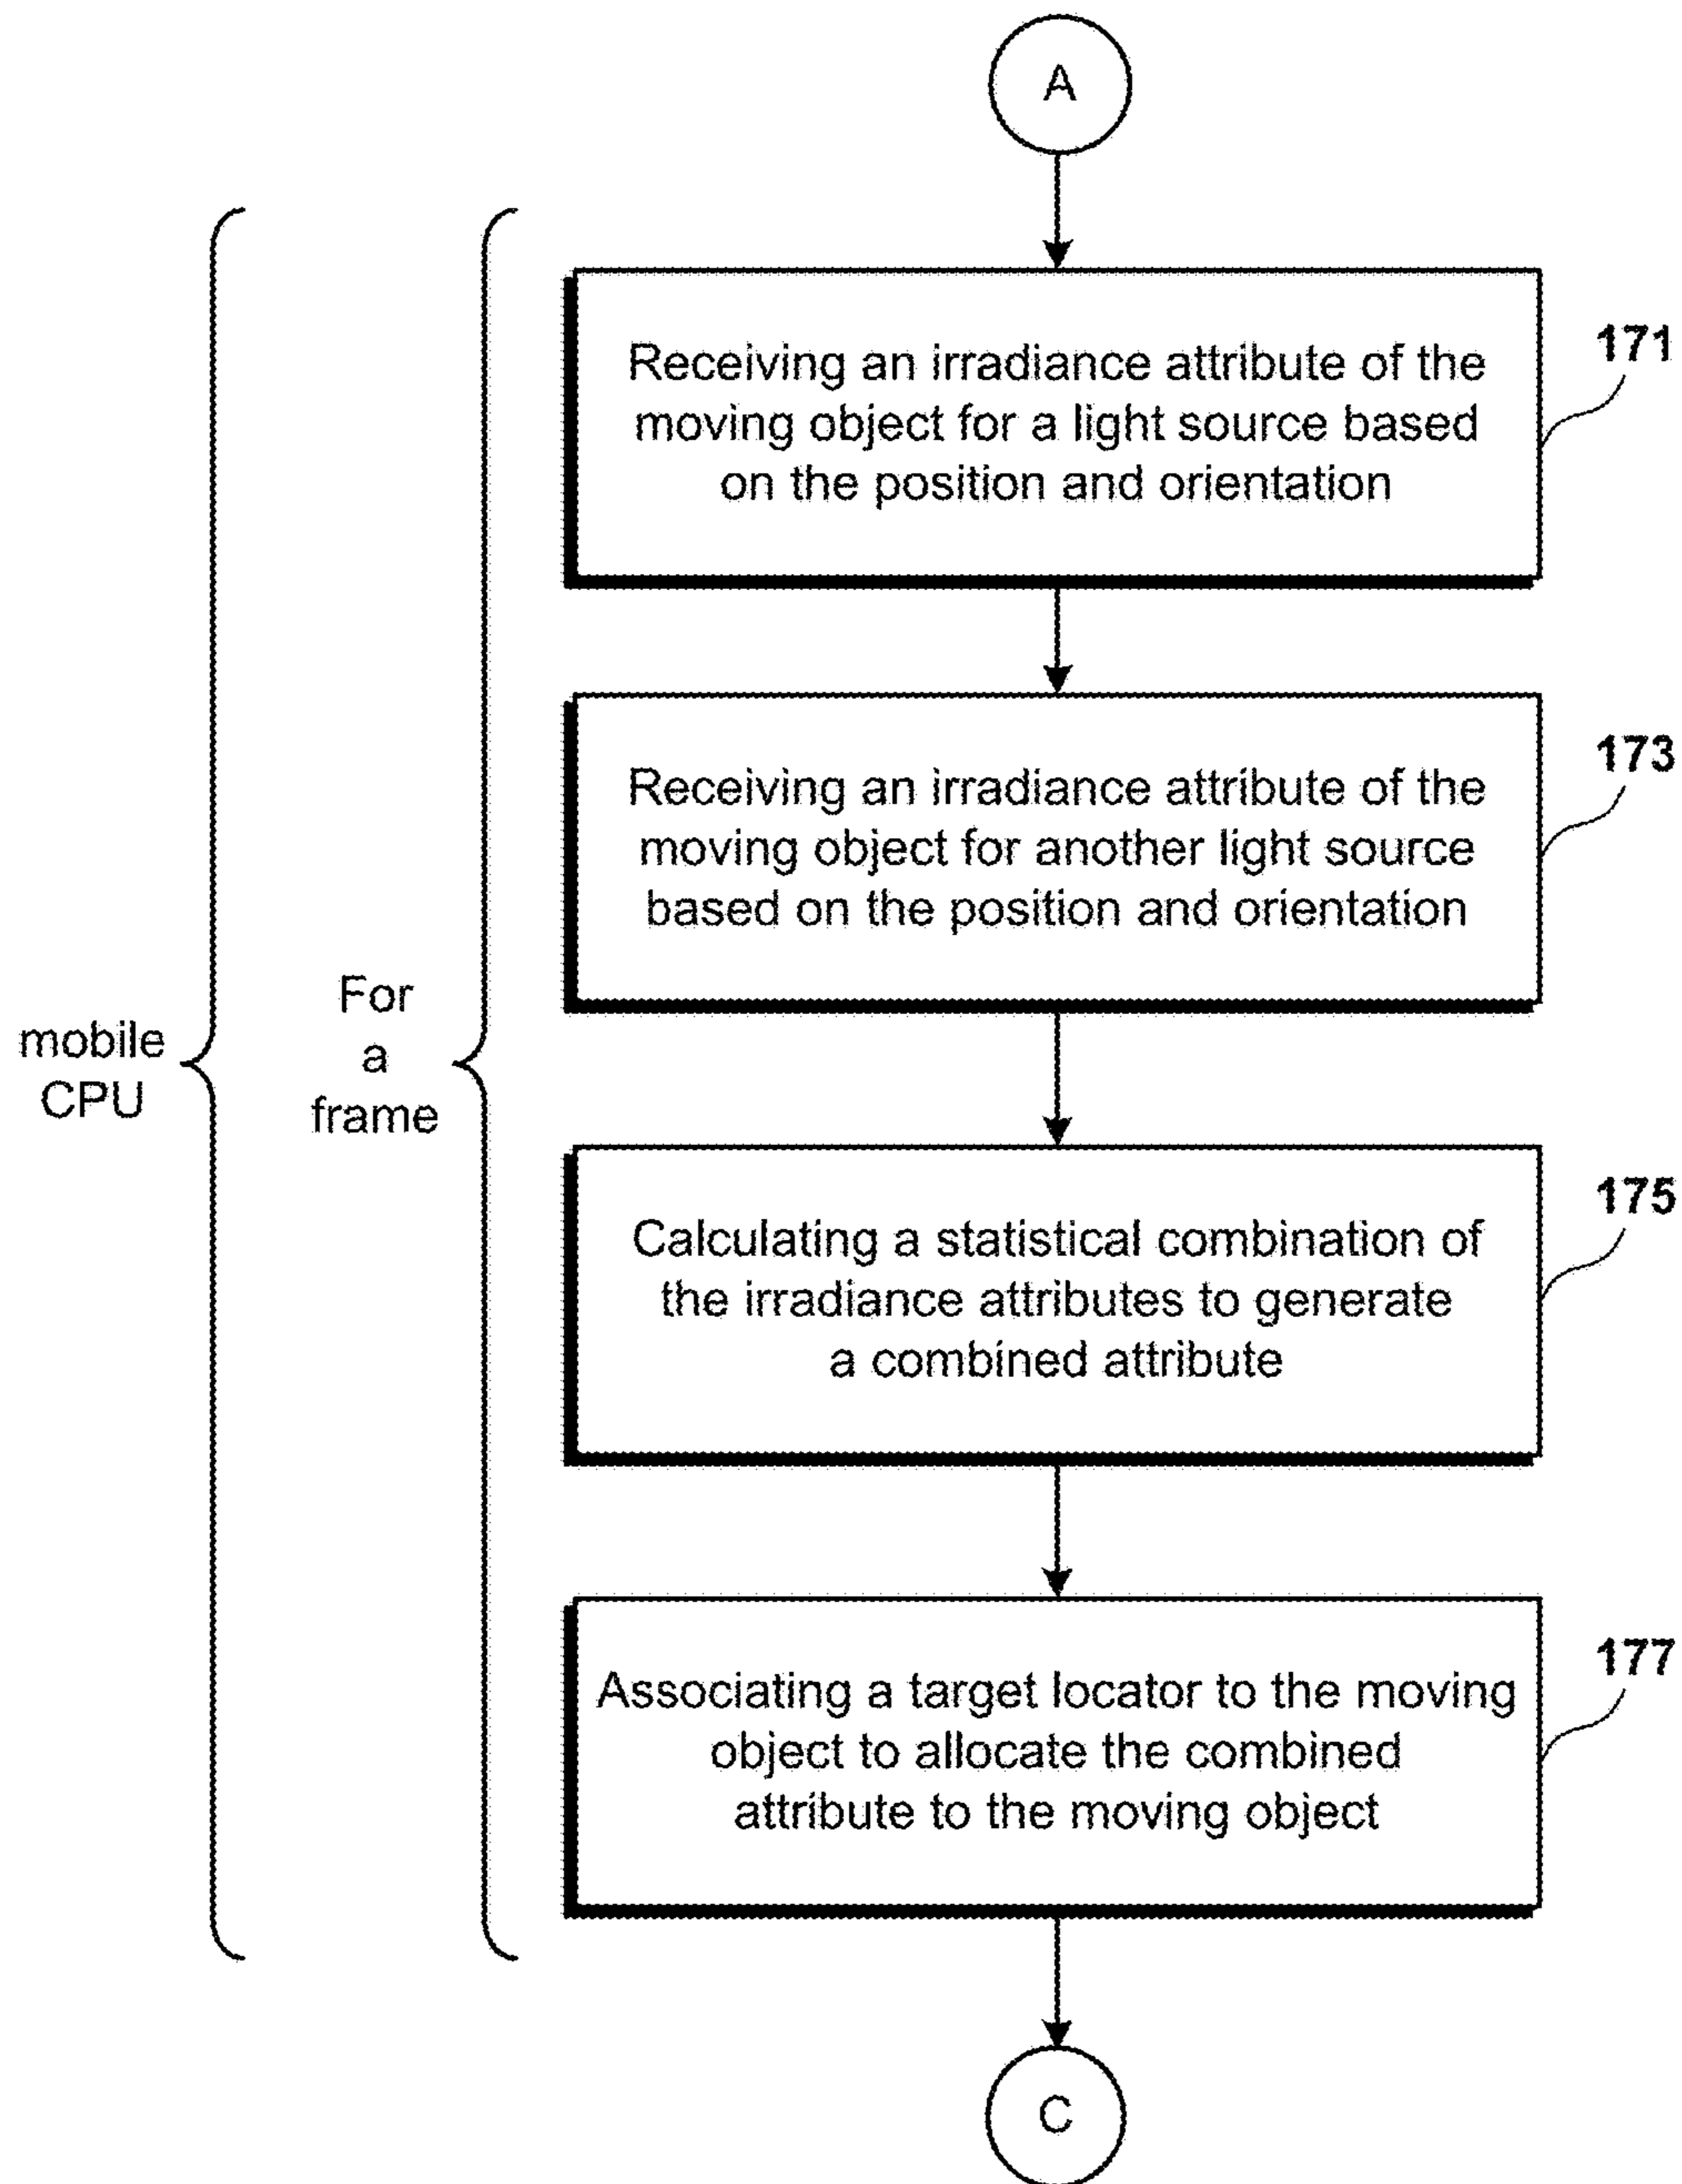 A
Receiving an irradiance attribute of the
moving object for a light source based
on the position and orientation
171
Receiving an irradiance attribute of the
moving object for another light source
based on the position and orientation
173
mobile
CPU
For
a
frame
Calculating a statistical combination of
the irradiance attributes to generate
a combined attribute
175
Associating a target locator to the moving
object to allocate the combined
attribute to the moving object
177
C